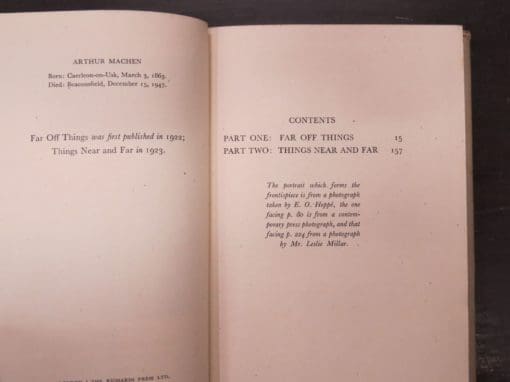 ARTHUR MACHEN
Born: Caerleon-on-Usk, March 3, 1863.
Died: Beaconsfield, December 15, 1947.
Far Off Things was first published in 1922;
Things Near and Far in 1923.
RICHARDS PRESS LTD.
CONTENTS
PART ONE: FAR OFF THINGS 15
PART TWO: THINGS NEAR AND FAR 157
The portrait which forms the
frontispiece is from a photograph
taken by E. O. Hoppé, the one
facing p. 80 is from a contem-
porary press photograph, and that
facing p. 224 from a photograph
by Mr. Leslie Millar.